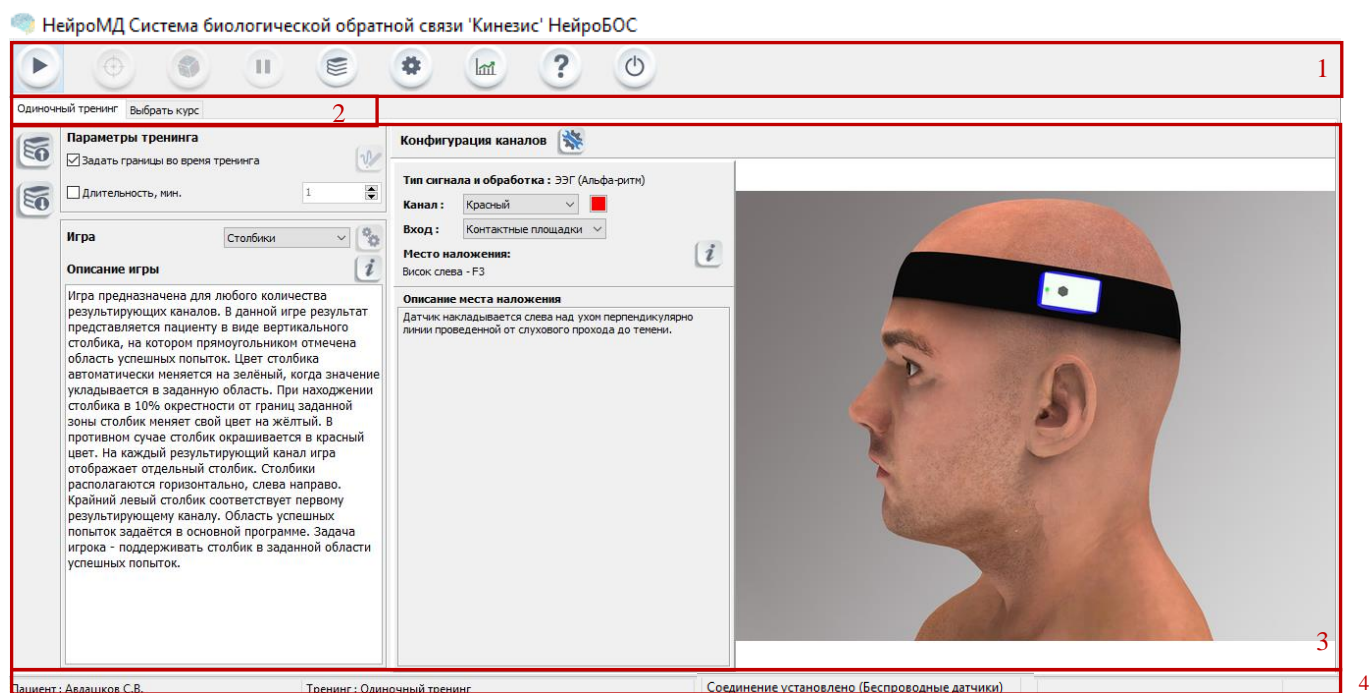 НейроМД Система биологической обратной связи 'Кинезис' НейроБОС
1
Одиночный тренинг Выбрать курс 2
Параметры тренинга
Задать границы во время тренинга
Длительность, мин. 1
Игра Столбики
Описание игры
Игра предназначена для любого количества
результирующих каналов. В данной игре результат
представляется пациенту в виде вертикального
столбика, на котором прямоугольником отмечена
область успешных попыток. Цвет столбика
автоматически меняется на зелёный, когда значение
укладывается в заданную область. При нахождении
столбика в 10% окрестности от границ заданной
зоны столбик меняет свой цвет на жёлтый. В
противном сучае столбик окрашивается в красный
цвет. На каждый результирующий канал игра
отображает отдельный столбик. Столбики
располагаются горизонтально, слева направо.
Крайний левый столбик соответствует первому
результирующему каналу. Область успешных
попыток задаётся в основной программе. Задача
игрока - поддерживать столбик в заданной области
успешных попыток.
Конфигурация каналов
Тип сигнала и обработка : ЭЭГ (Альфа-ритм)
Канал : Красный
Вход : Контактные площадки
Место наложения:
Висок слева - F3
Описание места наложения
Датчик накладывается слева над ухом перпендикулярно
линии проведенной от слухового прохода до темени.
3
Пациент : Авдашков С.В. Тренинг : Одиночный тренинг Соединение установлено (Беспроводные датчики)
4